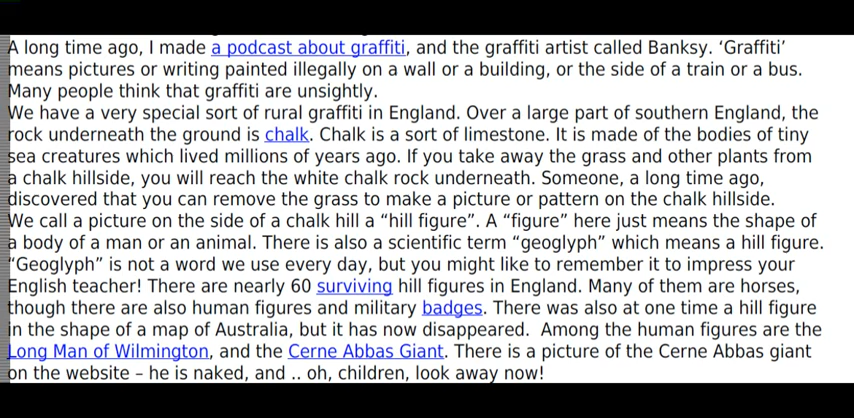 A long time ago, I made a podcast about graffiti, and the graffiti artist called Banksy. ‘Graffiti’
means pictures or writing painted illegally on a wall or a building, or the side of a train or a bus.
Many people think that graffiti are unsightly.
We have a very special sort of rural graffiti in England. Over a large part of southern England, the
rock underneath the ground is chalk. Chalk is a sort of limestone. It is made of the bodies of tiny
sea creatures which lived millions of years ago. If you take away the grass and other plants from
a chalk hillside, you will reach the white chalk rock underneath. Someone, a long time ago,
discovered that you can remove the grass to make a picture or pattern on the chalk hillside.
We call a picture on the side of a chalk hill a “hill figure”. A “figure” here just means the shape of
a body of a man or an animal. There is also a scientific term “geoglyph” which means a hill figure.
“Geoglyph” is not a word we use every day, but you might like to remember it to impress your
English teacher! There are nearly 60 surviving hill figures in England. Many of them are horses,
though there are also human figures and military badges. There was also at one time a hill figure
in the shape of a map of Australia, but it has now disappeared.  Among the human figures are the
Long Man of Wilmington, and the Cerne Abbas Giant. There is a picture of the Cerne Abbas giant
on the website – he is naked, and .. oh, children, look away now!